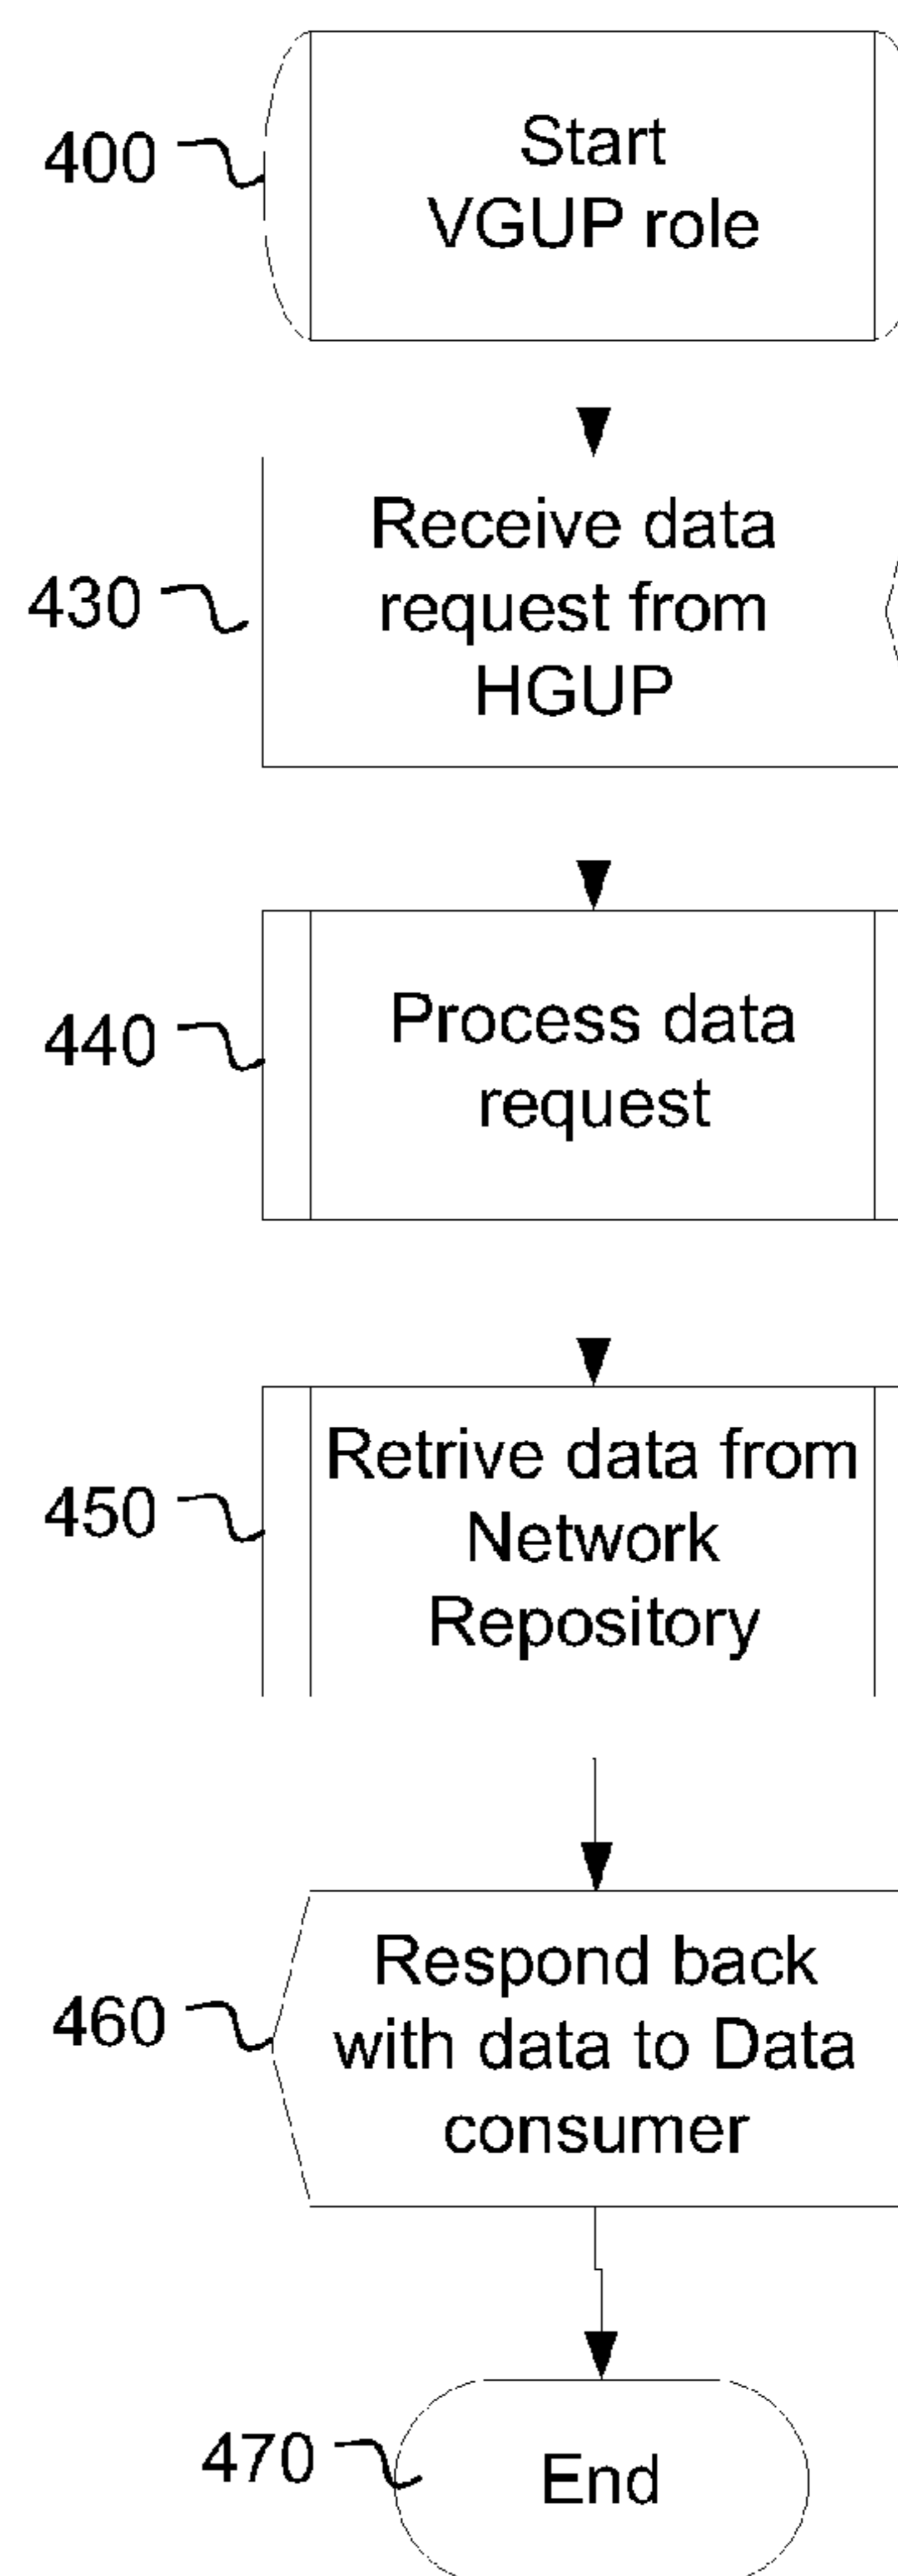 400
Start
VGUP role
430
Receive data
request from
HGUP
440
Process data
request
450
Retrive data from
Network
Repository
460
Respond back
with data to Data
consumer
470
End